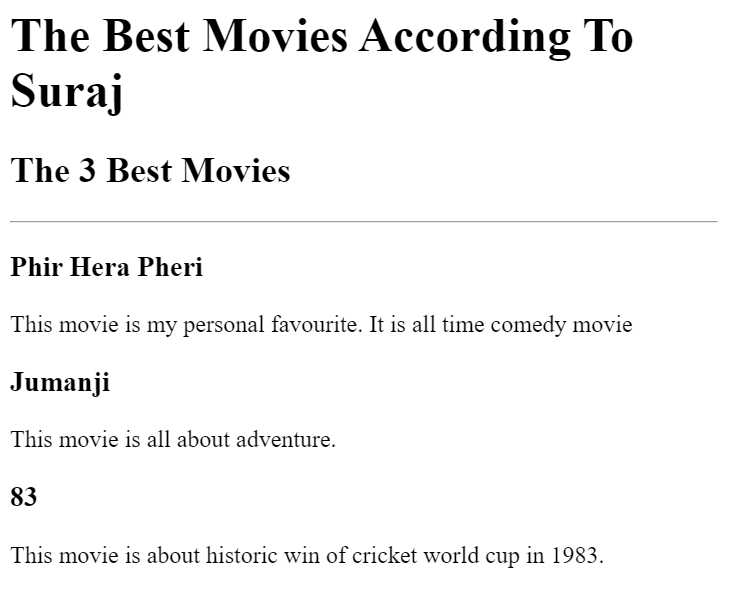 The Best Movies According To
Suraj
The 3 Best Movies
Phir Hera Pheri
This movie is my personal favourite. It is all time comedy movie
Jumanji
This movie is all about adventure.
83
This movie is about historic win of cricket world cup in 1983.